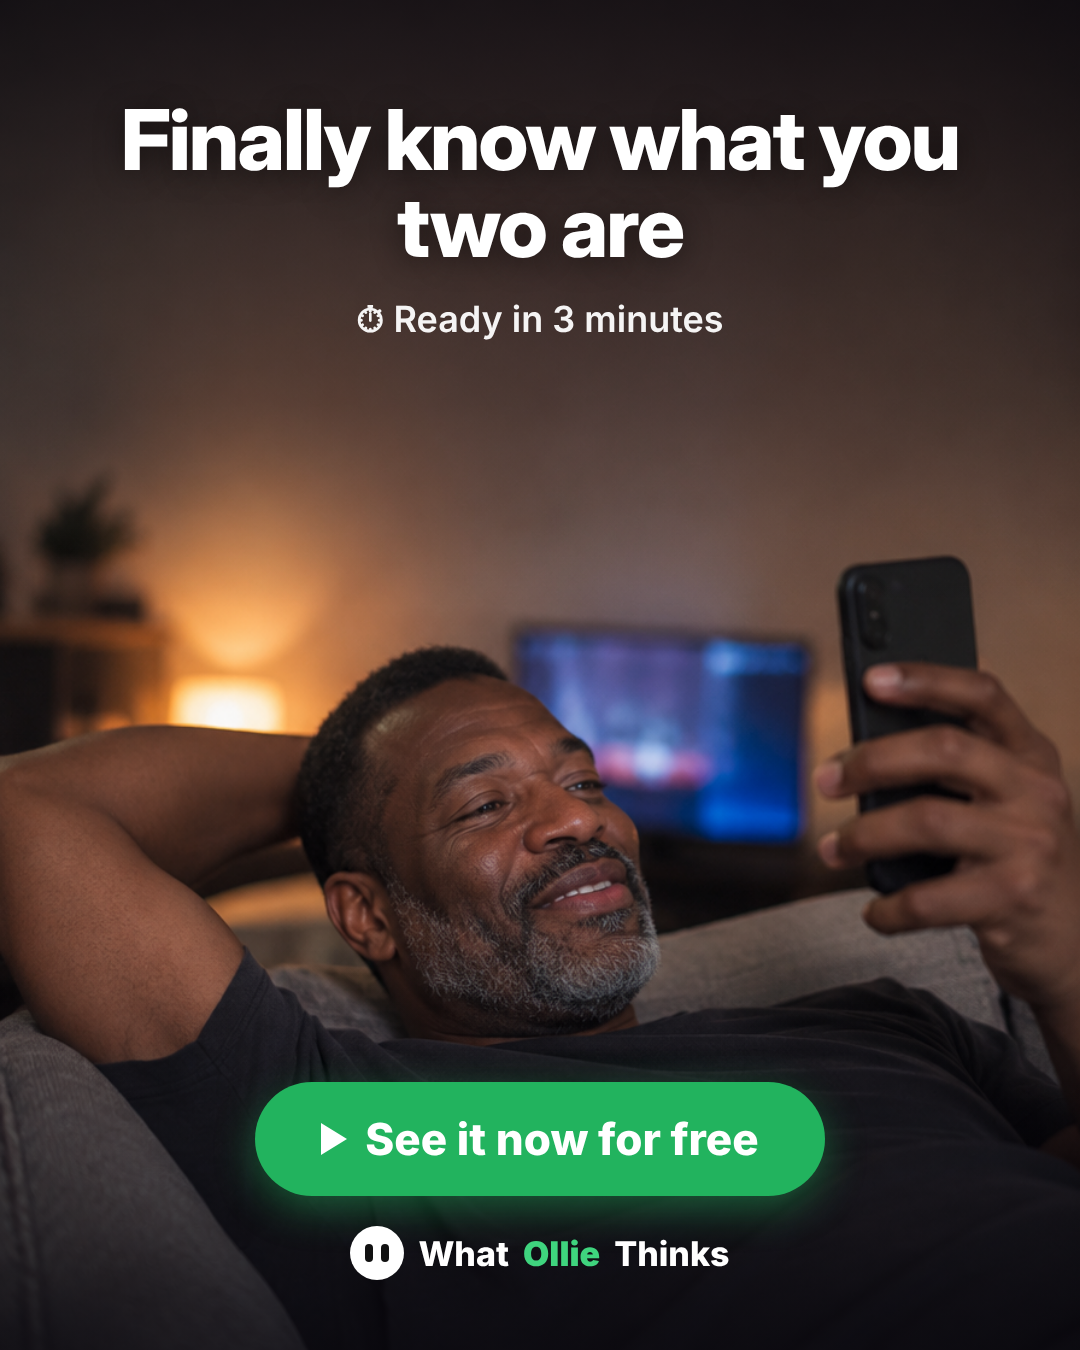 Finally know what you
two are
⏱ Ready in 3 minutes
▶ See it now for free
What Ollie Thinks